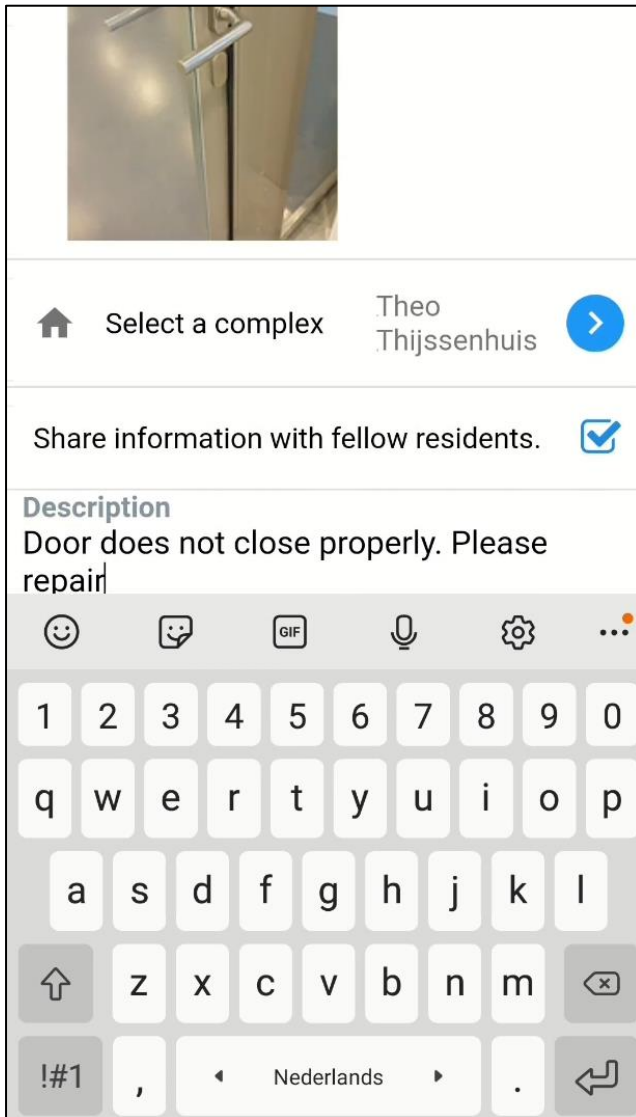 Select a complex
Theo
Thijssenhuis
Share information with fellow residents.
Description
Door does not close properly. Please
repair
GIF
1 2 3 4 5 6 7 8 9 0
q w e r t y u i o p
a s d f g h j k l
z x c v b n m
!#1 , Nederlands .